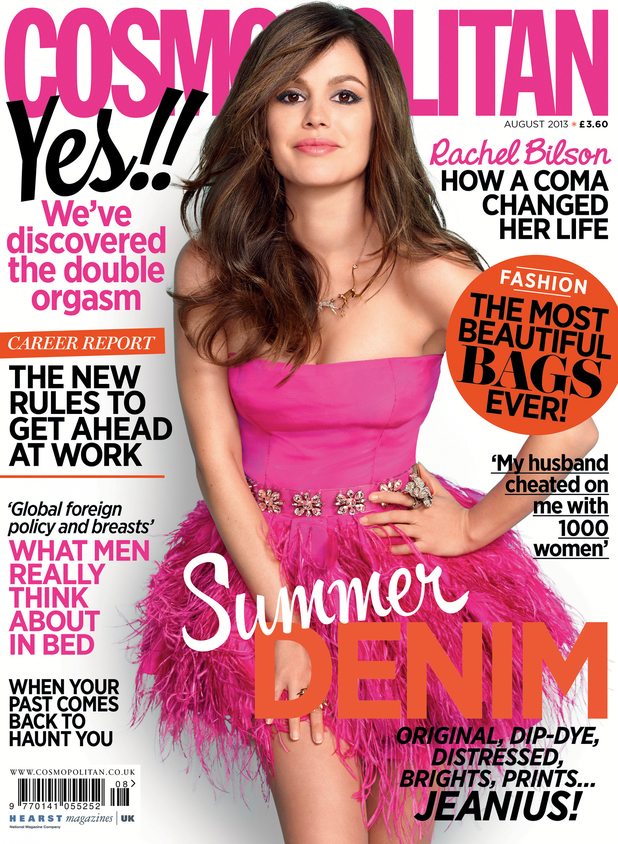 COSMOPOLITAN
AUGUST 2013 • £3.60
Yes!!
We've
discovered
the double
orgasm
CAREER REPORT
THE NEW
RULES TO
GET AHEAD
AT WORK
'Global foreign
policy and breasts'
WHAT MEN
REALLY
THINK
ABOUT
IN BED
WHEN YOUR
PAST COMES
BACK TO
HAUNT YOU
WWW.COSMOPOLITAN.CO.UK
08>
9 770141 055252
HEARST magazines UK
National Magazine Company
Rachel Bilson
HOW A COMA
CHANGED
HER LIFE
FASHION
THE MOST
BEAUTIFUL
BAGS
EVER!
'My husband
cheated on
me with
1000
women'
Summer
DENIM
ORIGINAL, DIP-DYE,
DISTRESSED,
BRIGHTS, PRINTS...
JEANIUS!